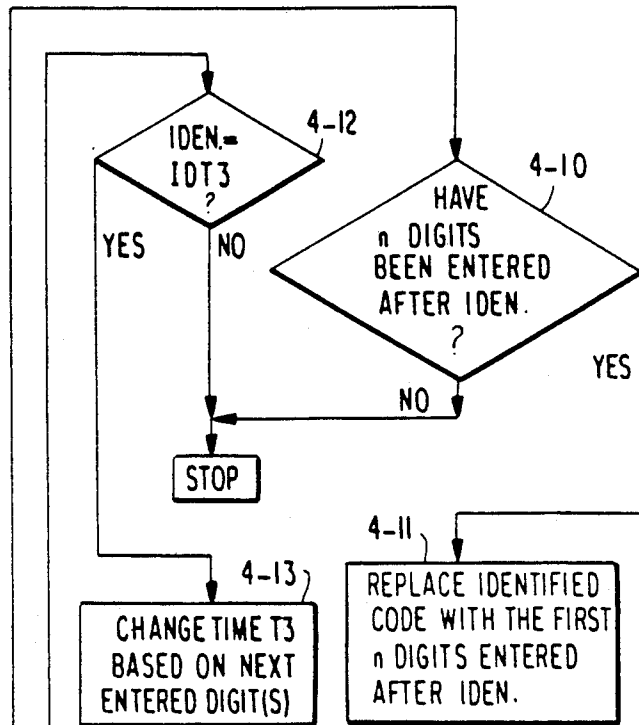 IDEN.=
IDT3
?
4-12
YES
NO
HAVE
n DIGITS
BEEN ENTERED
AFTER IDEN.
?
4-10
YES
NO
STOP
4-13
CHANGE TIME T3
BASED ON NEXT
ENTERED DIGIT(S)
4-11
REPLACE IDENTIFIED
CODE WITH THE FIRST
n DIGITS ENTERED
AFTER IDEN.